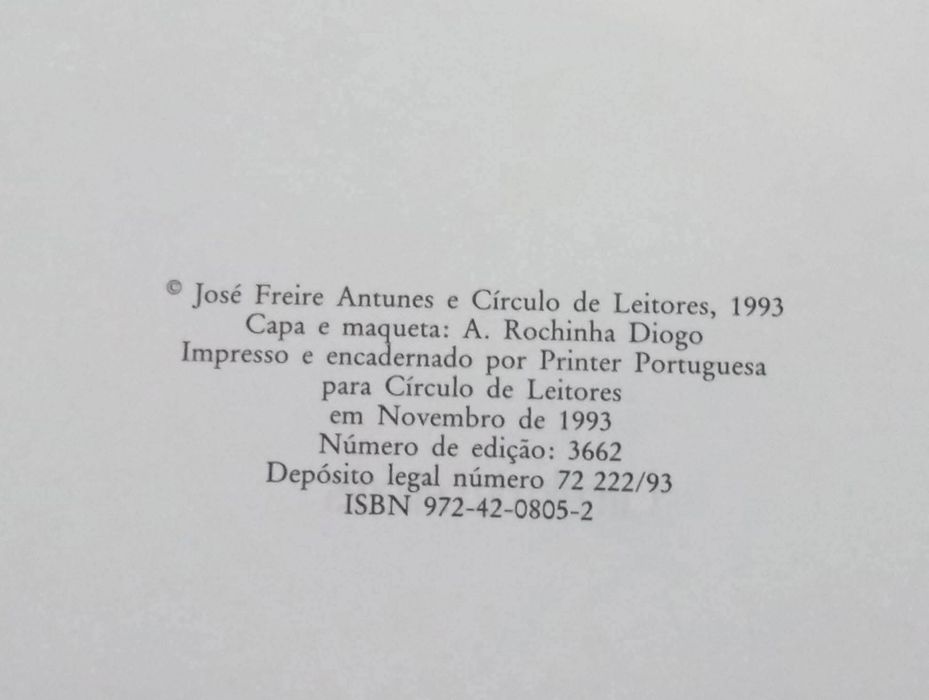 © José Freire Antunes e Círculo de Leitores, 1993
Capa e maqueta: A. Rochinha Diogo
Impresso e encadernado por Printer Portuguesa
para Círculo de Leitores
em Novembro de 1993
Número de edição: 3662
Depósito legal número 72 222/93
ISBN 972-42-0805-2